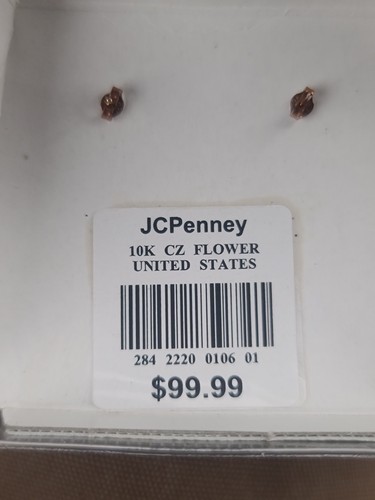 JCPenney
10K CZ FLOWER
UNITED STATES
284 2220 0106 01
$99.99